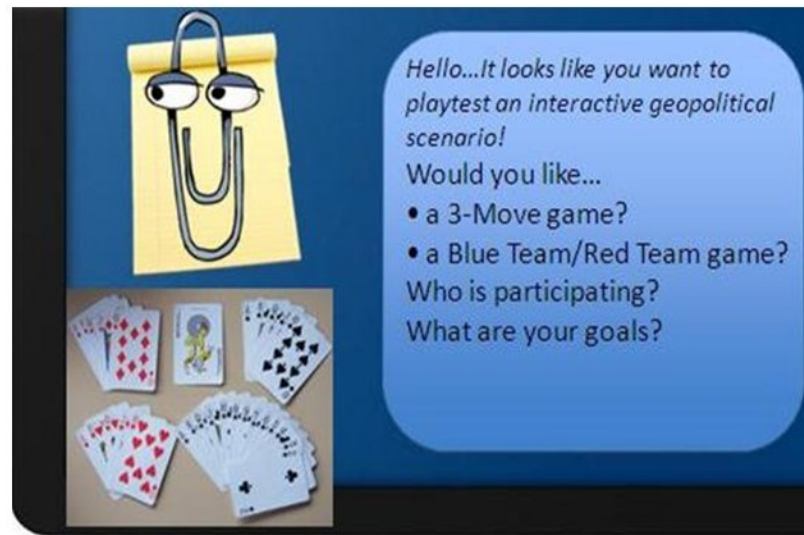 Hello...It looks like you want to
playtest an interactive geopolitical
scenario!
Would you like...
• a 3-Move game?
• a Blue Team/Red Team game?
Who is participating?
What are your goals?